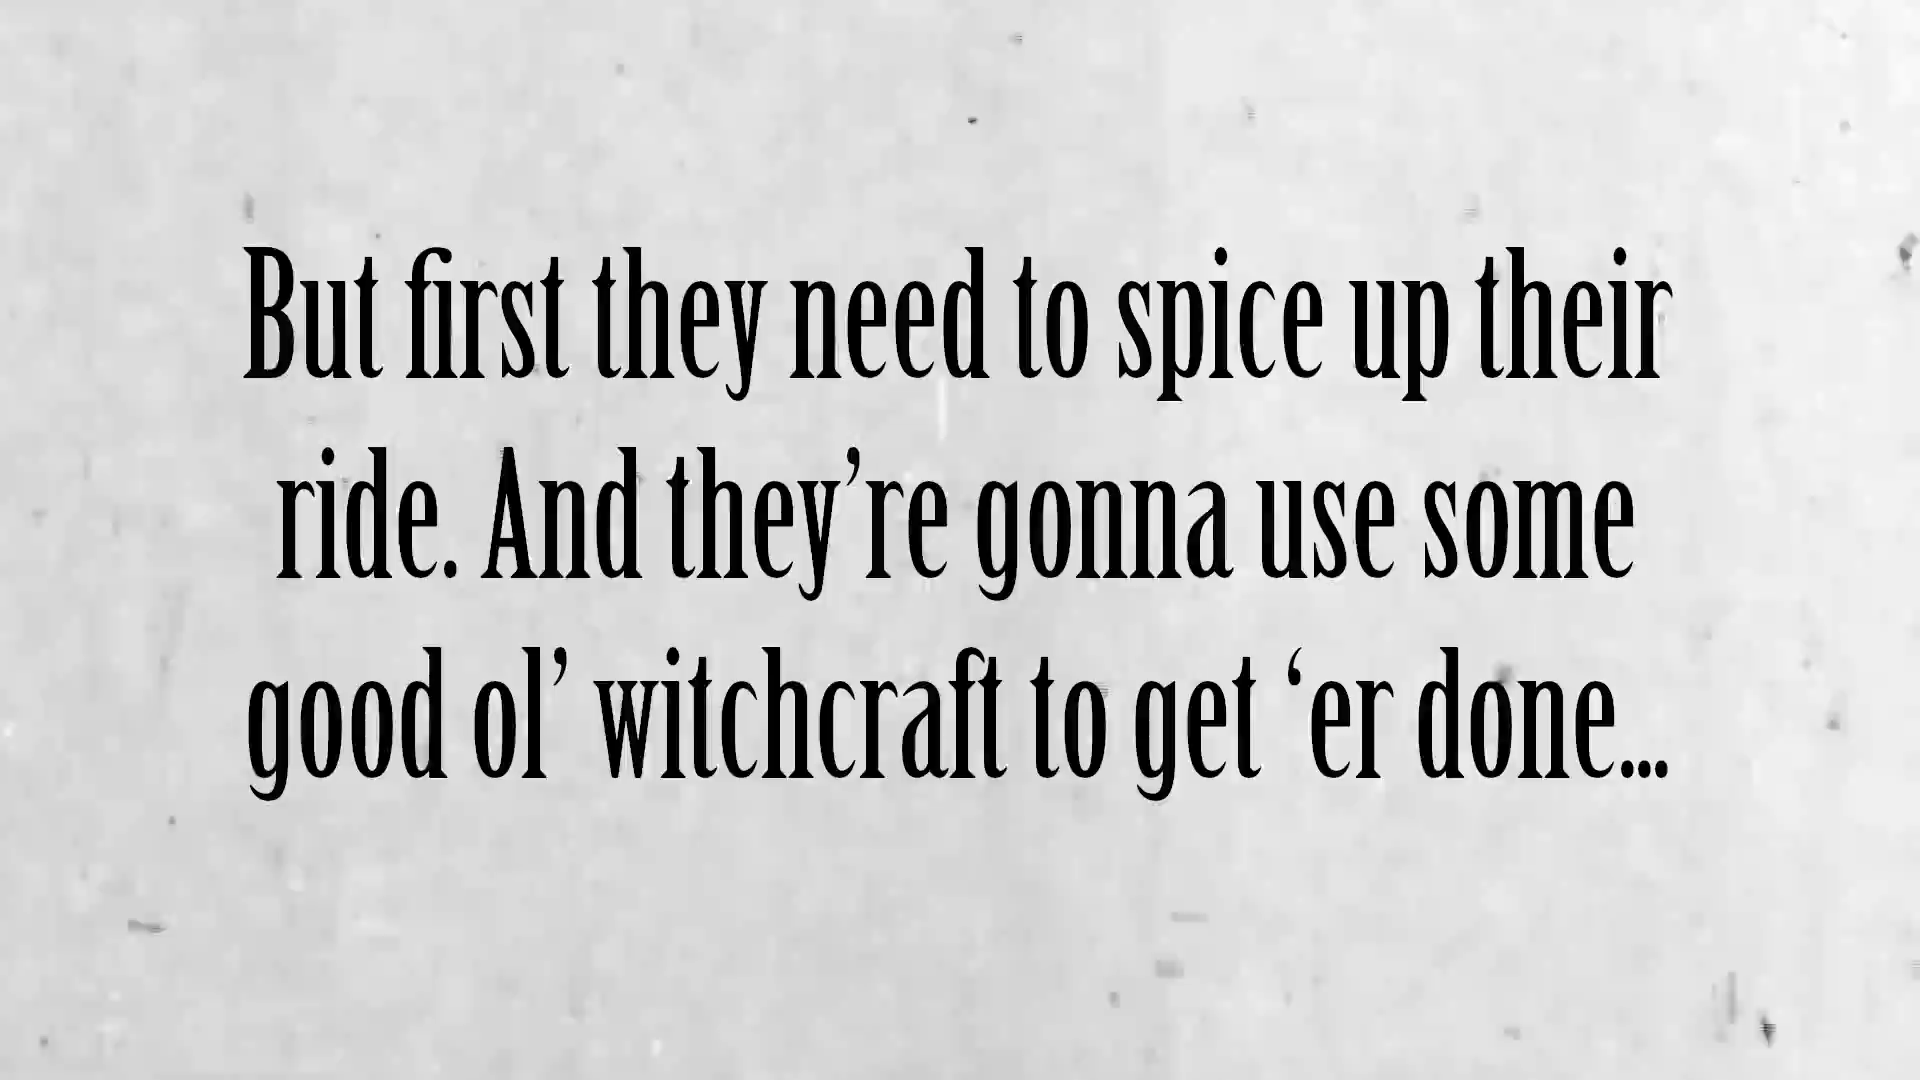 But first they need to spice up their
ride. And they’re gonna use some
good ol’ witchcraft to get ‘er done...